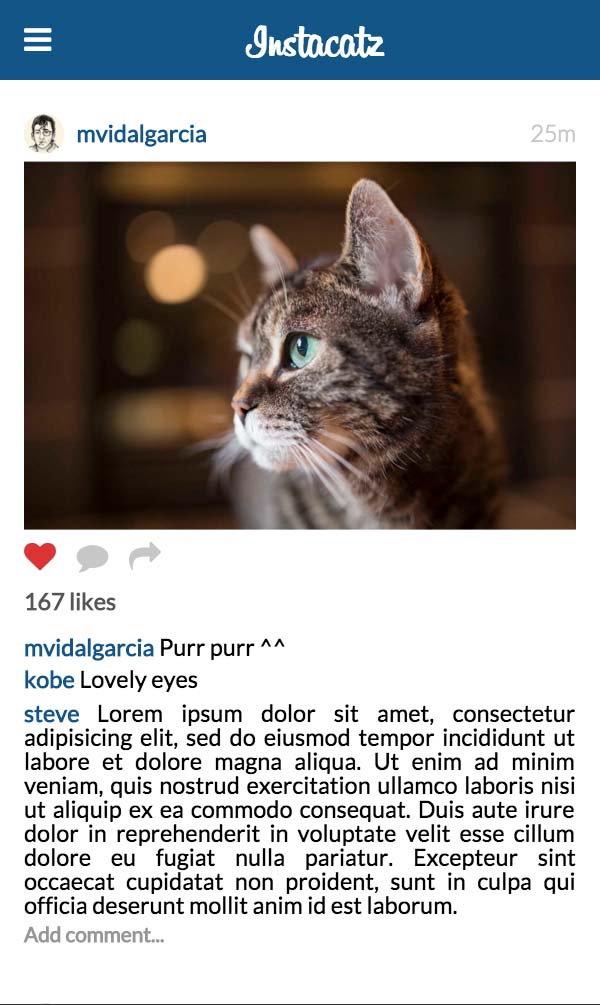 Instacatz
mvidalgarcia 25m
167 likes
mvidalgarcia Purr purr ^^
kobe Lovely eyes
steve Lorem ipsum dolor sit amet, consectetur
adipisicing elit, sed do eiusmod tempor incididunt ut
labore et dolore magna aliqua. Ut enim ad minim
veniam, quis nostrud exercitation ullamco laboris nisi
ut aliquip ex ea commodo consequat. Duis aute irure
dolor in reprehenderit in voluptate velit esse cillum
dolore eu fugiat nulla pariatur. Excepteur sint
occaecat cupidatat non proident, sunt in culpa qui
officia deserunt mollit anim id est laborum.
Add comment...